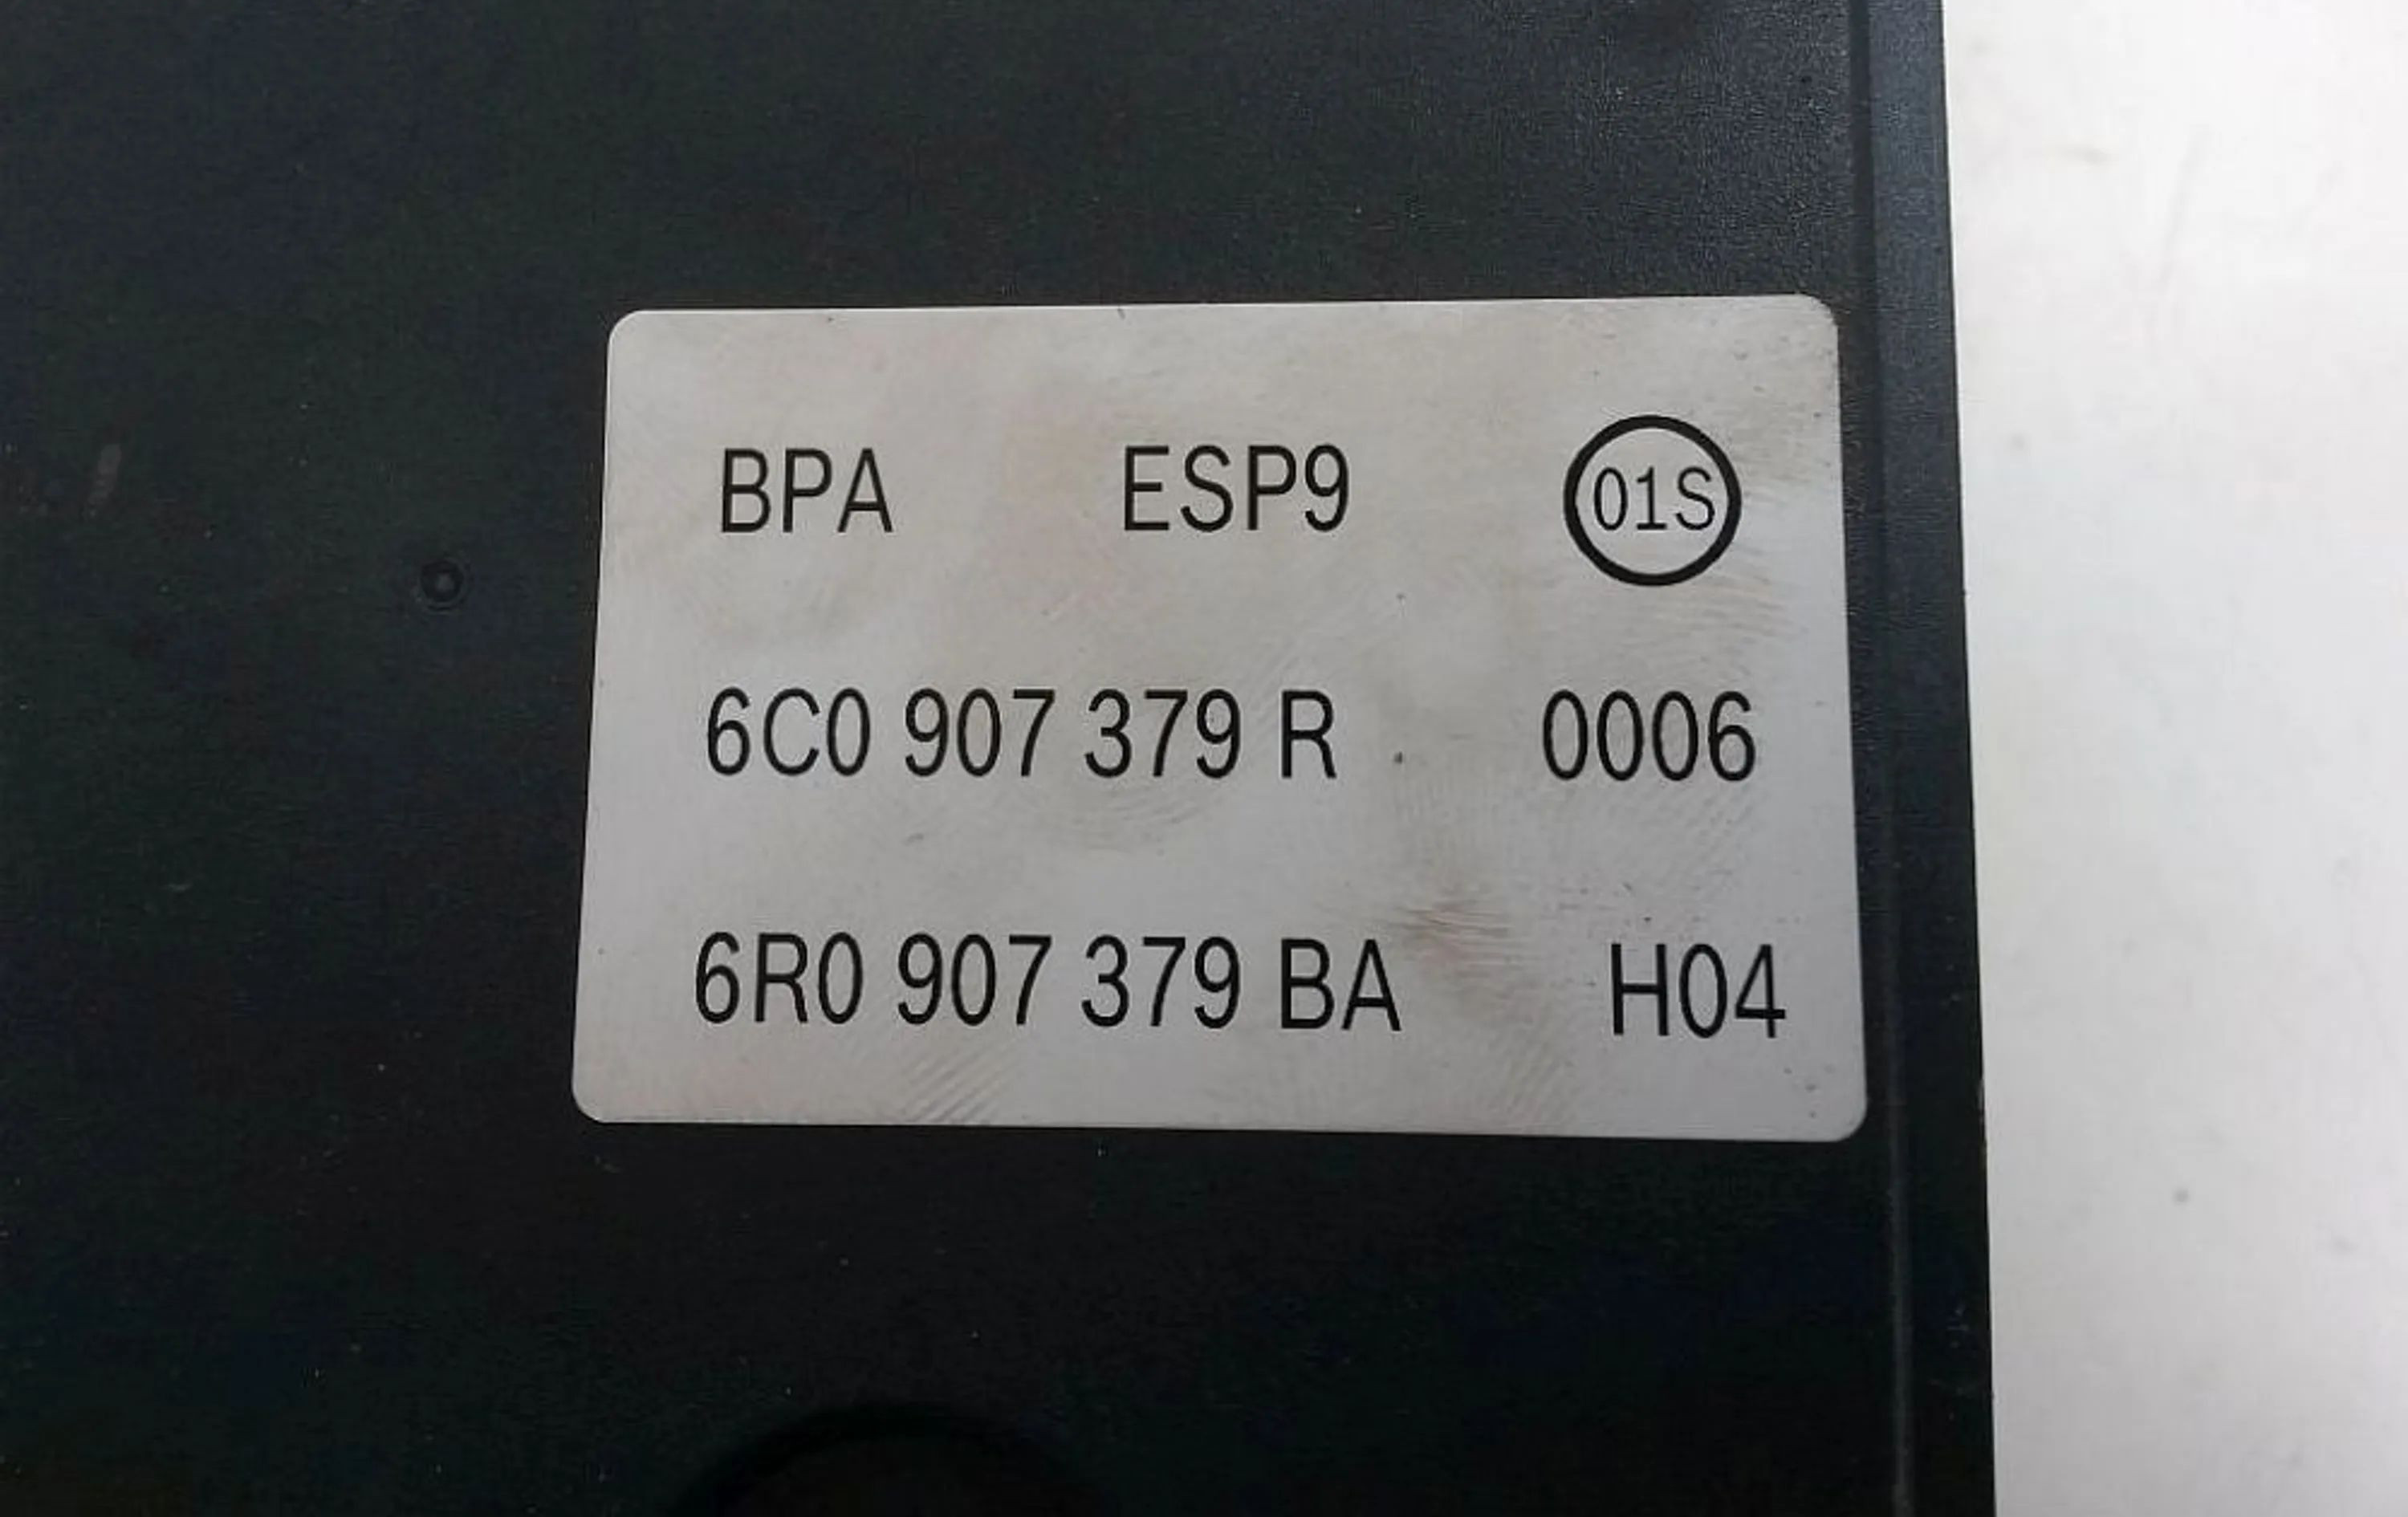 BPA ESP9 01S
6C0 907 379 R 0006
6R0 907 379 BA H04